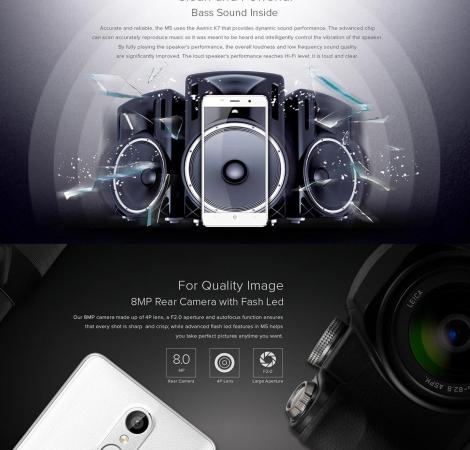 Bass Sound Inside
Accurate and reliable, the M5 uses the Awinic K7 that provides dynamic sound performance. The advanced chip
can scan accurately reproduce music as it was meant to be heard and intelligently control the vibration of the speaker.
By fully playing the speaker's performance, the overall loudness and low frequency sound quality
are significantly improved. The loud speaker's performance reaches Hi-Fi level; it is loud and clear.
For Quality Image
8MP Rear Camera with Fash Led
Our 8MP camera made up of 4P lens, a F2.0 aperture and autofocus function ensures
that every shot is sharp and crisp, while advanced flash led features in M5 helps
you take perfect pictures anytime you want.
8.0
MP
F2.0
Rear Camera
4P Lens
Large Aperture
LEICA
2.8 ASPH